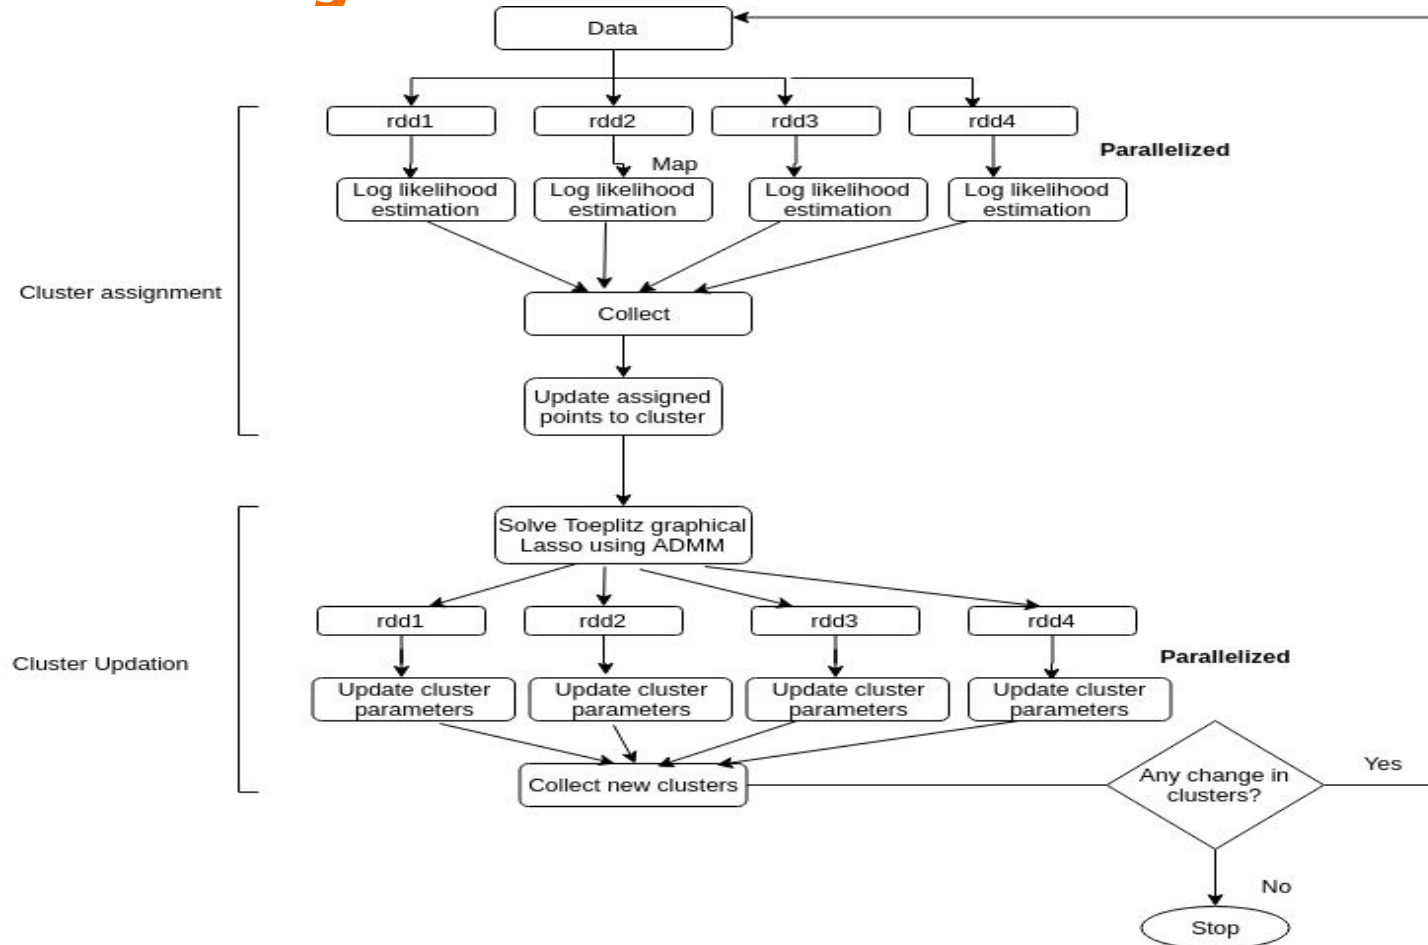 Data
rdd1
rdd2
rdd3
rdd4
Parallelized
Map
Log likelihood
estimation
Log likelihood
estimation
Log likelihood
estimation
Log likelihood
estimation
Cluster assignment
Collect
Update assigned
points to cluster
Solve Toeplitz graphical
Lasso using ADMM
rdd1
rdd2
rdd3
rdd4
Cluster Updation
Parallelized
Update cluster
parameters
Update cluster
parameters
Update cluster
parameters
Update cluster
parameters
Collect new clusters
Any change in
clusters?
Yes
No
Stop